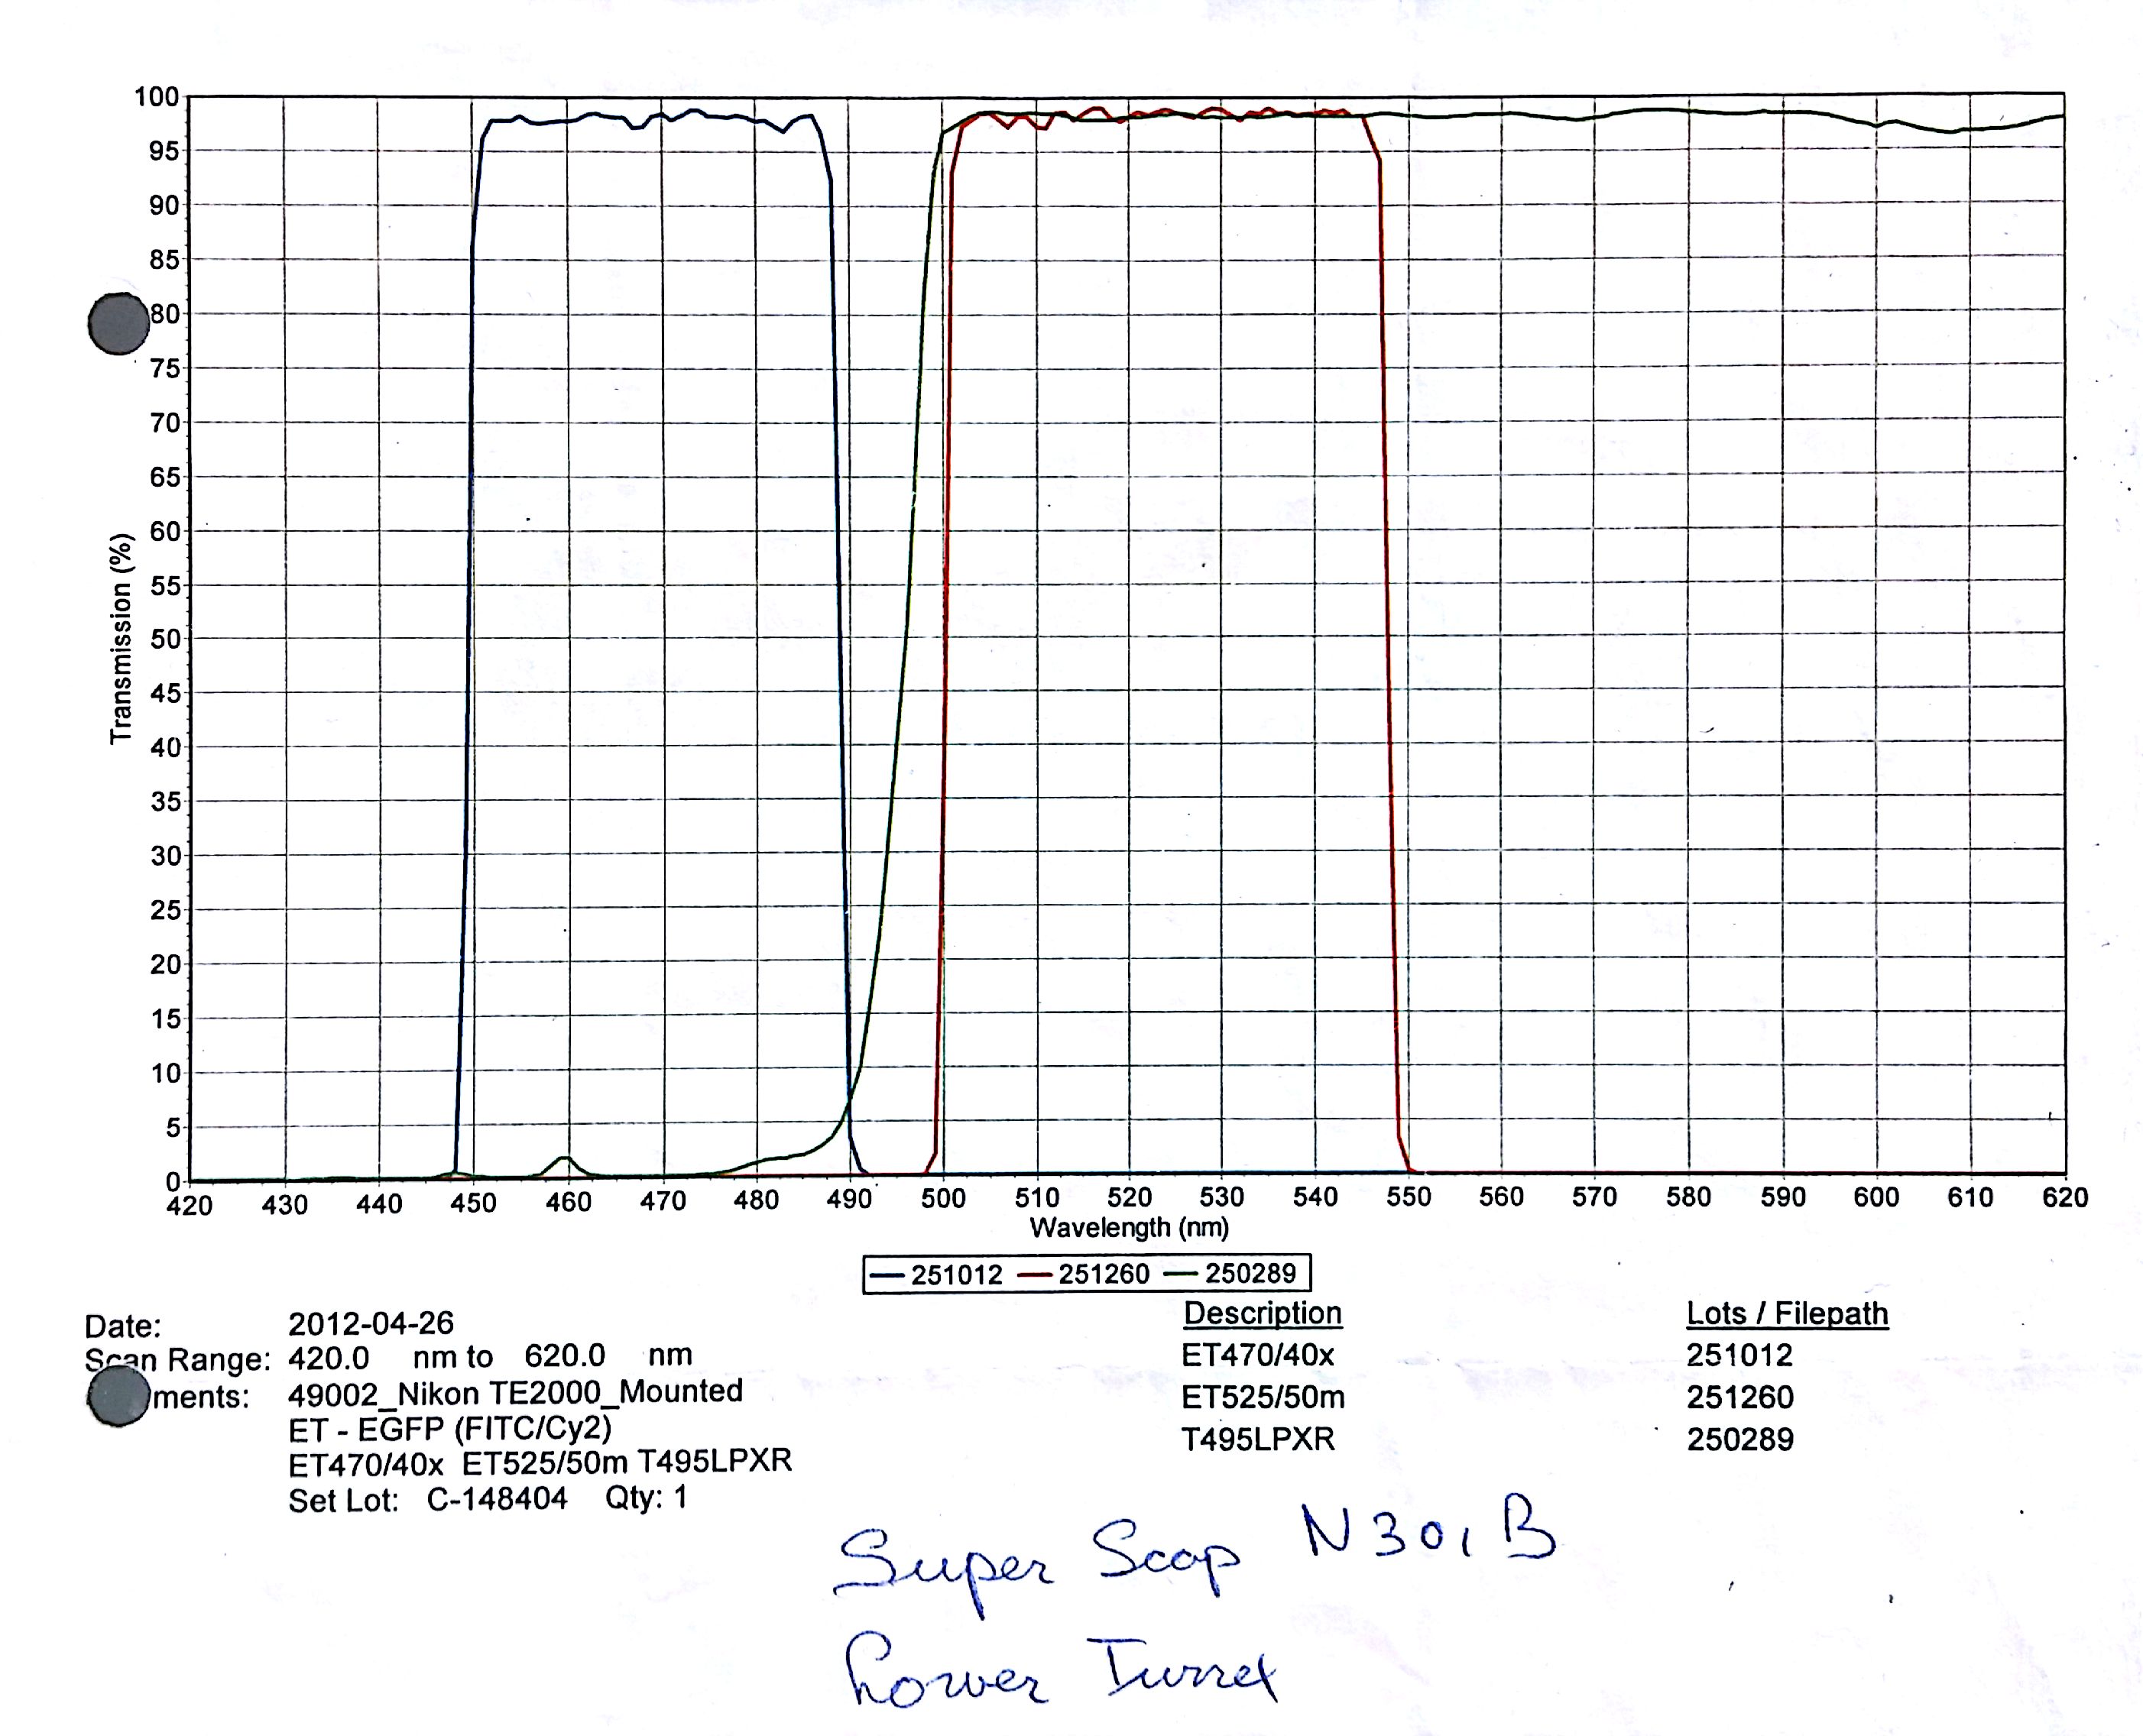 100
95
90
85
80
75
70
65
60
55
50
45
40
35
30
25
20
15
10
5
0
Transmission (%)
420 430 440 450 460 470 480 490 500 510 520 530 540 550 560 570 580 590 600 610 620
Wavelength (nm)
251012 251260 250289
Date: 2012-04-26
Scan Range: 420.0 nm to 620.0 nm
ments: 49002_Nikon TE2000_Mounted
ET - EGFP (FITC/Cy2)
ET470/40x ET525/50m T495LPXR
Set Lot: C-148404 Qty: 1
Description Lots / Filepath
ET470/40x 251012
ET525/50m 251260
T495LPXR 250289
Super Scop N301B
Lower Turret